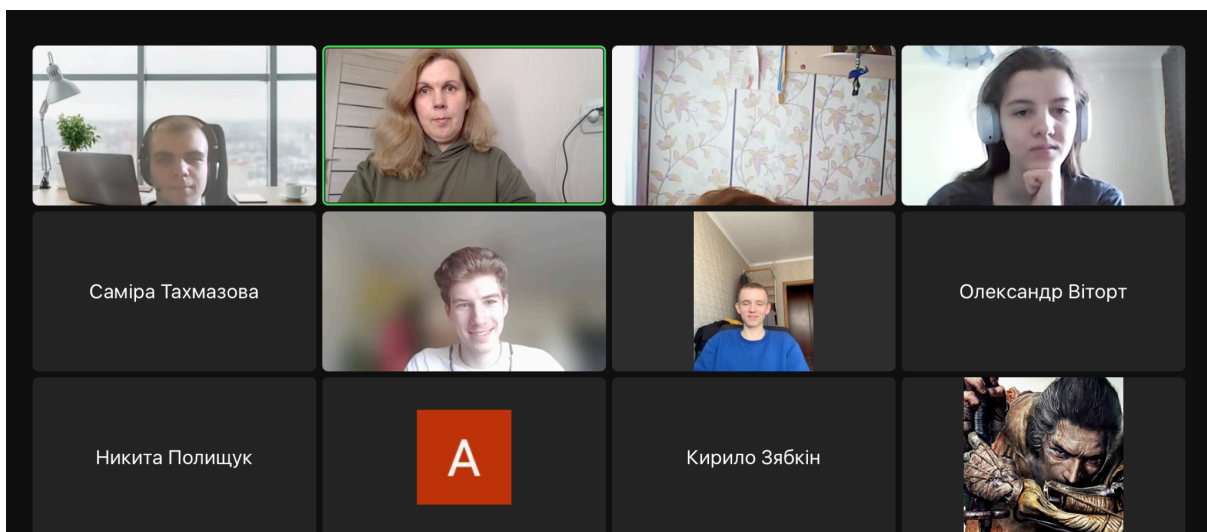 Саміра Тахмазова
Олександр Віторт
Никита Полищук
А
Кирило Зябкін